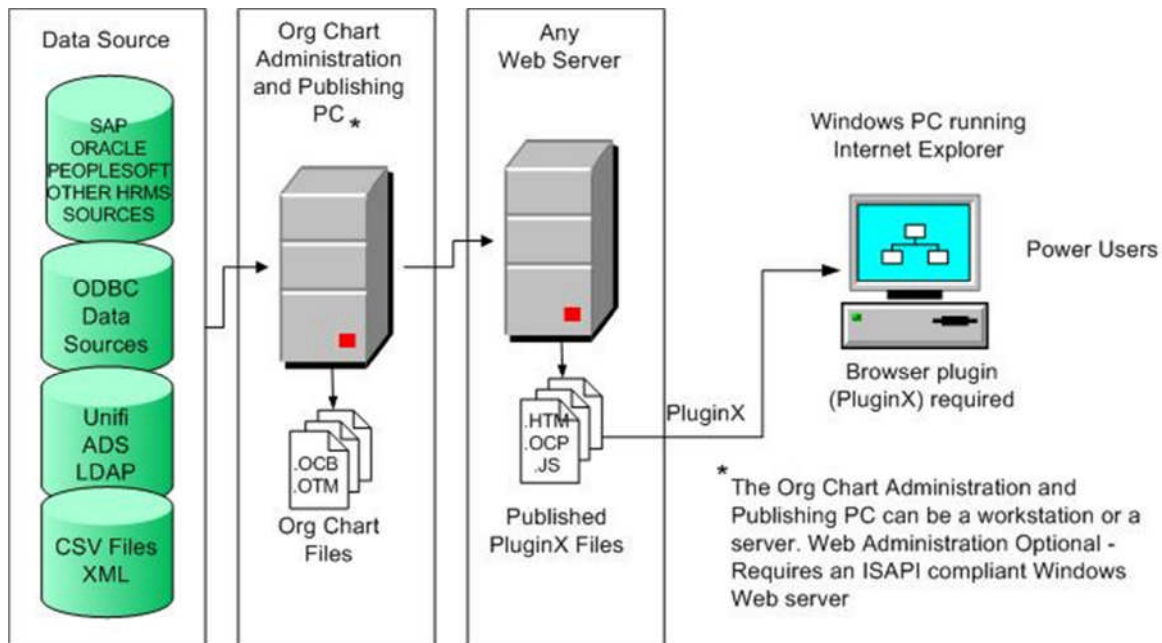 Data Source
SAP
ORACLE
PEOPLESOFT
OTHER HRMS
SOURCES
ODBC
Data
Sources
Unifi
ADS
LDAP
CSV Files
XML
Org Chart
Administration
and Publishing
PC *
.OCB
.OTM
Org Chart
Files
Any
Web Server
.HTM
.OCP
.JS
Published
PluginX Files
PluginX
Windows PC running
Internet Explorer
Power Users
Browser plugin
(PluginX) required
* The Org Chart Administration and
Publishing PC can be a workstation or a
server. Web Administration Optional -
Requires an ISAPI compliant Windows
Web server